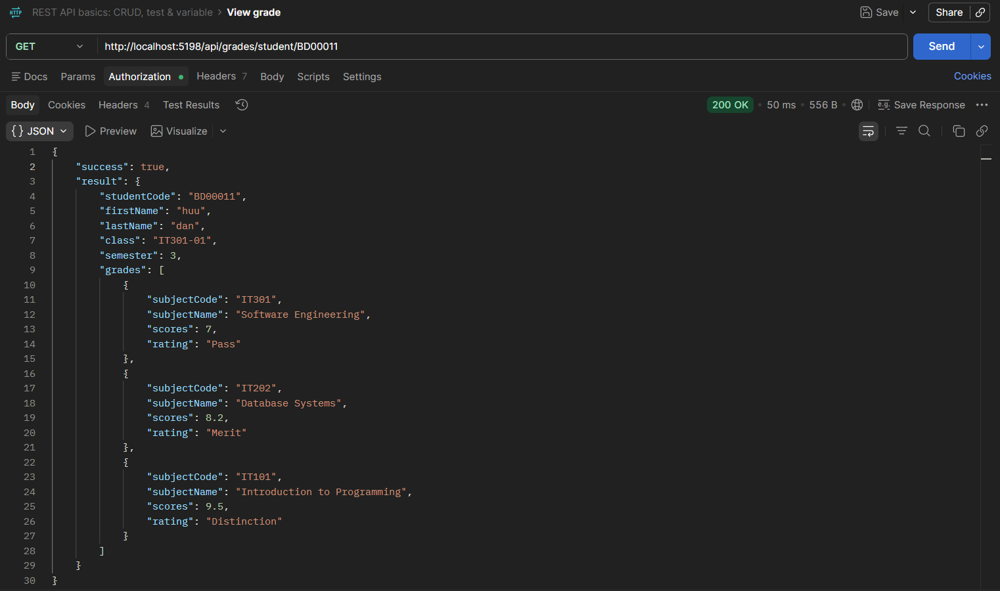 HTTP REST API basics: CRUD, test & variable > View grade Save Share
GET http://localhost:5198/api/grades/student/BD00011 Send
Docs Params Authorization Headers 7 Body Scripts Settings Cookies
Body Cookies Headers 4 Test Results 200 OK • 50 ms • 556 B • e.g. Save Response
{} JSON Preview Visualize
1 {
2 "success": true,
3 "result": {
4 "studentCode": "BD00011",
5 "firstName": "huu",
6 "lastName": "dan",
7 "class": "IT301-01",
8 "semester": 3,
9 "grades": [
10 {
11 "subjectCode": "IT301",
12 "subjectName": "Software Engineering",
13 "scores": 7,
14 "rating": "Pass"
15 },
16 {
17 "subjectCode": "IT202",
18 "subjectName": "Database Systems",
19 "scores": 8.2,
20 "rating": "Merit"
21 },
22 {
23 "subjectCode": "IT101",
24 "subjectName": "Introduction to Programming",
25 "scores": 9.5,
26 "rating": "Distinction"
27 }
28 ]
29 }
30 }